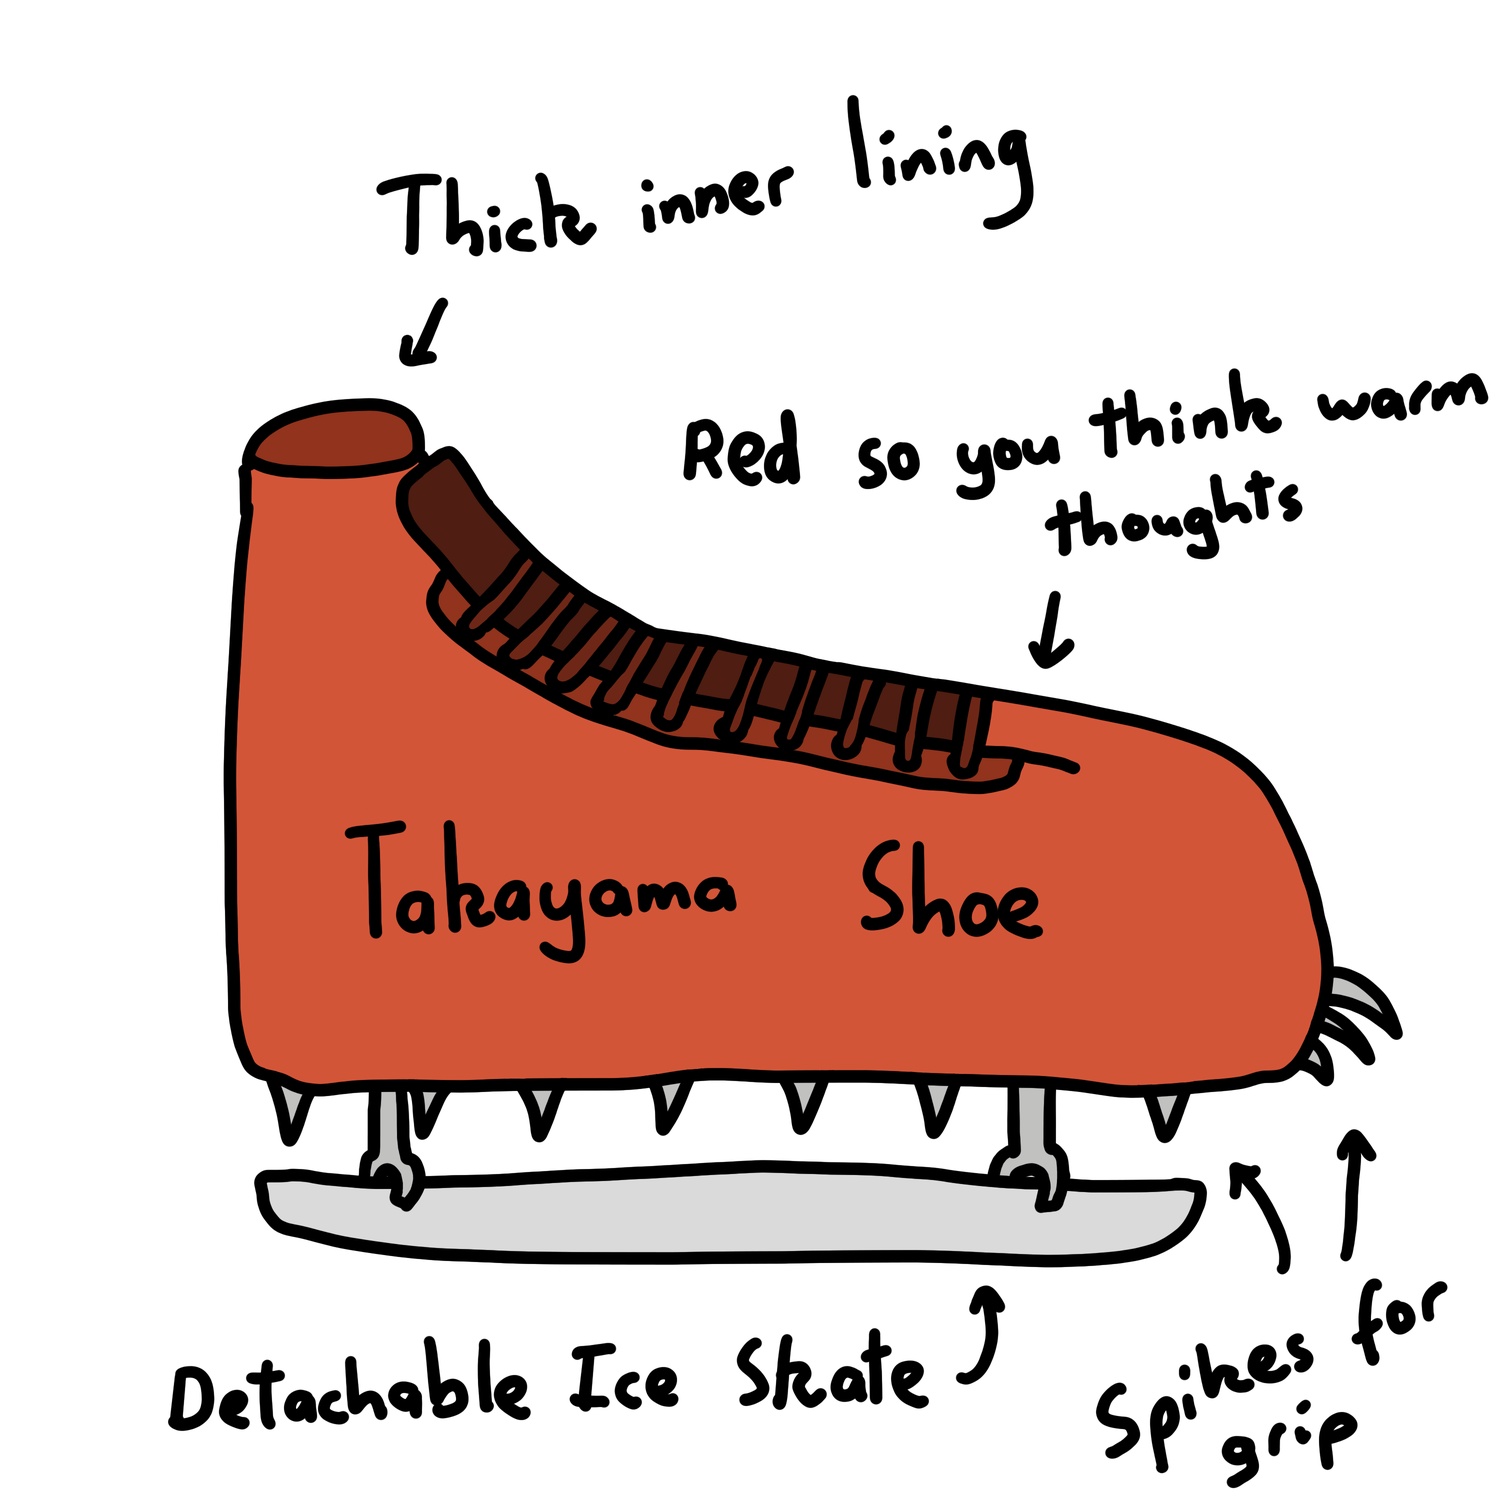 Thick inner lining
Red so you think warm
thoughts
Takayama Shoe
Detachable Ice Skate
Spikes for
grip